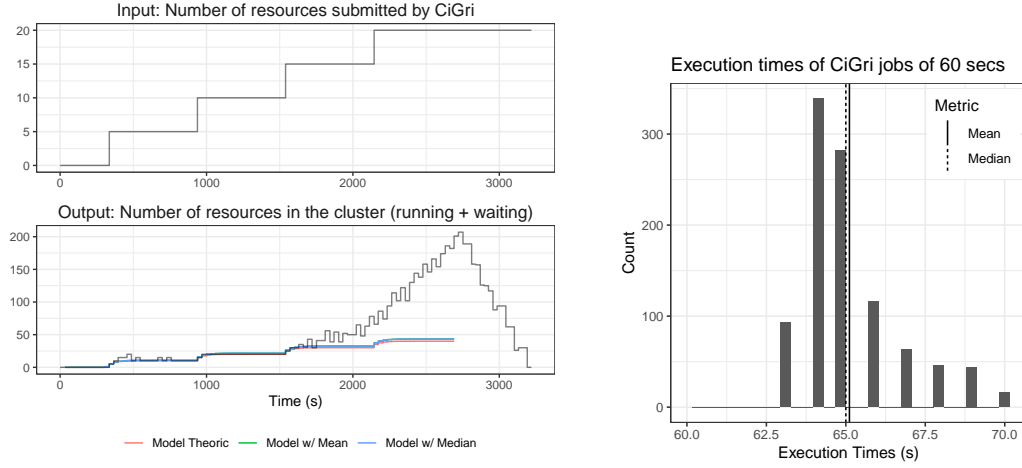 Input: Number of resources submitted by CiGri
20
15
10
5
0
0 1000 2000 3000
Output: Number of resources in the cluster (running + waiting)
200
150
100
50
0
0 1000 2000 3000
Time (s)
Model Theoric Model w/ Mean Model w/ Median
Execution times of CiGri jobs of 60 secs
Metric
Mean
Median
300
200
100
0
Count
60.0 62.5 65.0 67.5 70.0
Execution Times (s)